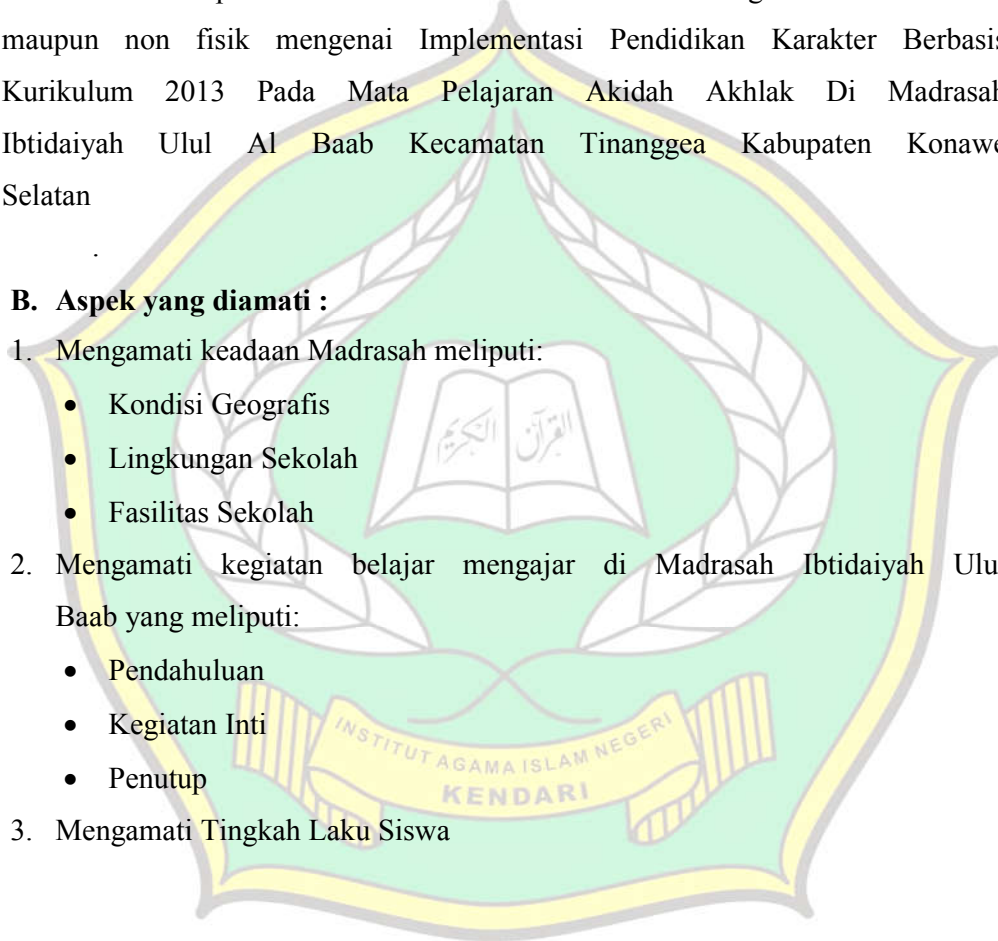 maupun non fisik mengenai Implementasi Pendidikan Karakter Berbasis
Kurikulum 2013 Pada Mata Pelajaran Akidah Akhlak Di Madrasah
Ibtidaiyah Ulul Al Baab Kecamatan Tinanggea Kabupaten Konawe
Selatan
.
B. Aspek yang diamati :
1. Mengamati keadaan Madrasah meliputi:
• Kondisi Geografis
• Lingkungan Sekolah
القرآن الكريم
• Fasilitas Sekolah
2. Mengamati kegiatan belajar mengajar di Madrasah Ibtidaiyah Ulu
Baab yang meliputi:
• Pendahuluan
• Kegiatan Inti
INSTITUT AGAMA ISLAM NEGERI
• Penutup
KENDARI
3. Mengamati Tingkah Laku Siswa